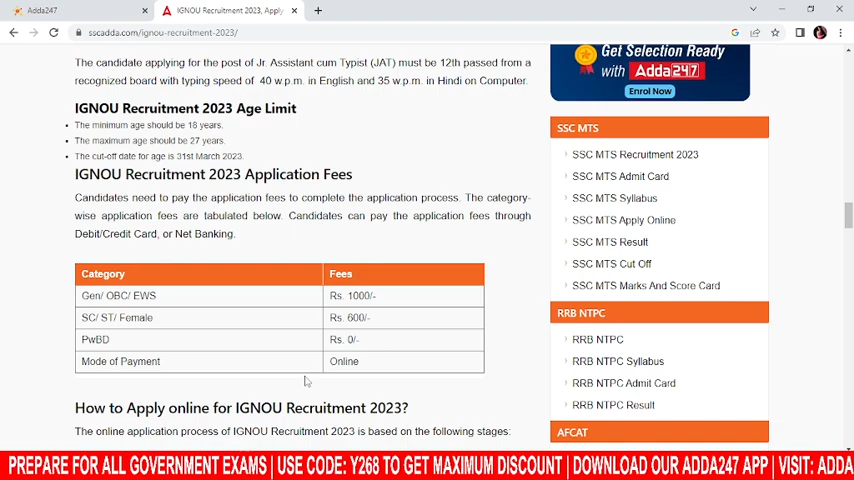 Adda247
IGNOU Recruitment 2023, Apply
sscadda.com/ignou-recruitment-2023/
The candidate applying for the post of Jr. Assistant cum Typist (JAT) must be 12th passed from a
recognized board with typing speed of 40 w.p.m. in English and 35 w.p.m. in Hindi on Computer.
IGNOU Recruitment 2023 Age Limit
The minimum age should be 18 years.
The maximum age should be 27 years.
The cut-off date for age is 31st March 2023.
IGNOU Recruitment 2023 Application Fees
Candidates need to pay the application fees to complete the application process. The category-
wise application fees are tabulated below. Candidates can pay the application fees through
Debit/Credit Card, or Net Banking.
Category Fees
Gen/ OBC/ EWS Rs. 1000/-
SC/ ST/ Female Rs. 600/-
PwBD Rs. 0/-
Mode of Payment Online
How to Apply online for IGNOU Recruitment 2023?
The online application process of IGNOU Recruitment 2023 is based on the following stages:
Get Selection Ready
with Adda247
Enrol Now
SSC MTS
SSC MTS Recruitment 2023
SSC MTS Admit Card
SSC MTS Syllabus
SSC MTS Apply Online
SSC MTS Result
SSC MTS Cut Off
SSC MTS Marks And Score Card
RRB NTPC
RRB NTPC
RRB NTPC Syllabus
RRB NTPC Admit Card
RRB NTPC Result
AFCAT
PREPARE FOR ALL GOVERNMENT EXAMS | USE CODE: Y268 TO GET MAXIMUM DISCOUNT | DOWNLOAD OUR ADDA247 APP | VISIT: ADDA